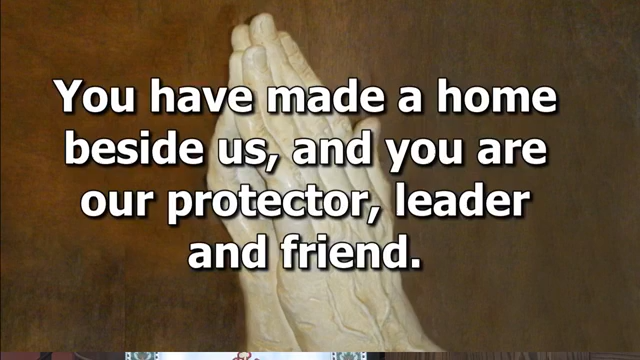 You have made a home
beside us, and you are
our protector, leader
and friend.